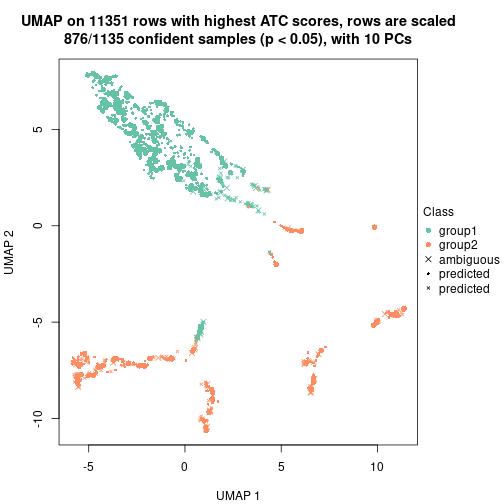 UMAP on 11351 rows with highest ATC scores, rows are scaled
876/1135 confident samples (p < 0.05), with 10 PCs
5
0
-5
-10
UMAP 2
-5
0
5
10
UMAP 1
Class
group1
group2
ambiguous
predicted
predicted